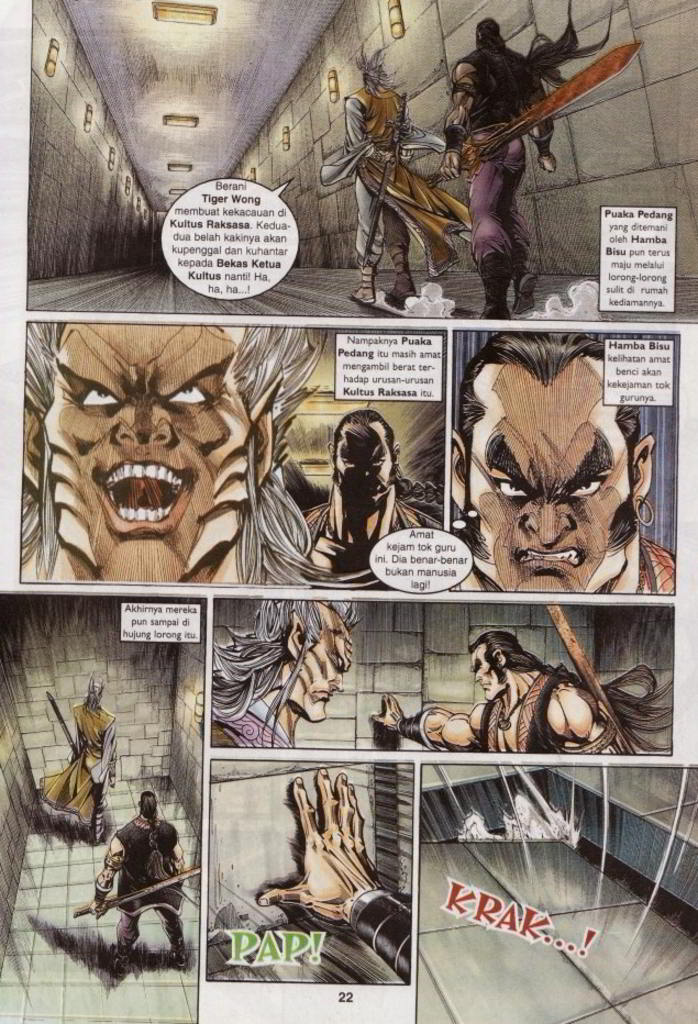 Berani
Tiger Wong
membuat kekacauan di
Kultus Raksasa. Kedua-
dua belah kakinya akan
kupenggal dan kuhantar
kepada Bekas Ketua
Kultus nanti! Ha,
ha, ha...!
Puaka Pedang
yang ditemani
oleh Hamba
Bisu pun terus
maju melalui
lorong-lorong
sulit di rumah
kediamannya.
Nampaknya Puaka
Pedang itu masih amat
mengambil berat ter-
hadap urusan-urusan
Kultus Raksasa itu.
Hamba Bisu
kelihatan amat
benci akan
kekejaman tok
gurunya.
Amat
kejam tok guru
ini. Dia benar-benar
bukan manusia
lagi!
Akhirnya mereka
pun sampai di
hujung lorong itu.
PAP!
KRAK...!
22